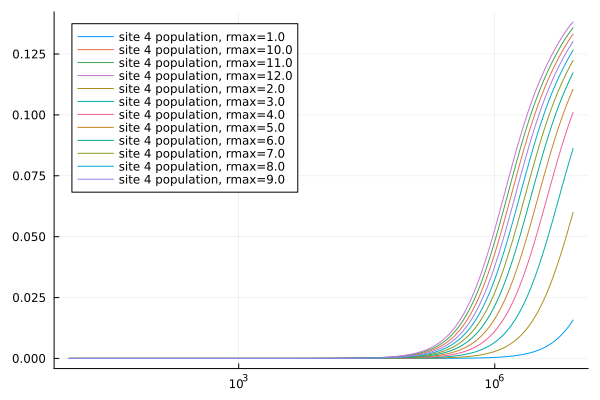 site 4 population, rmax=1.0
site 4 population, rmax=10.0
site 4 population, rmax=11.0
site 4 population, rmax=12.0
site 4 population, rmax=2.0
site 4 population, rmax=3.0
site 4 population, rmax=4.0
site 4 population, rmax=5.0
site 4 population, rmax=6.0
site 4 population, rmax=7.0
site 4 population, rmax=8.0
site 4 population, rmax=9.0
0.125
0.100
0.075
0.050
0.025
0.000
10³ 10⁶